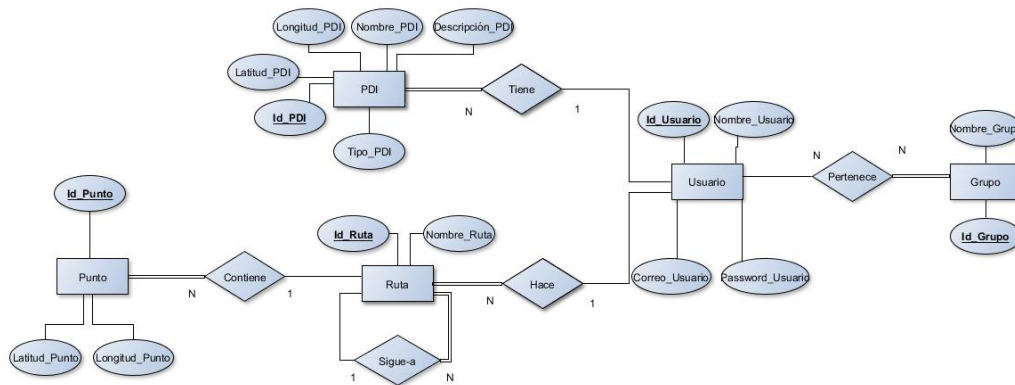 Longitud_PDI
Nombre_PDI
Descripción_PDI
Latitud_PDI
PDI
Tiene
N
1
Id_PDI
Tipo_PDI
Id_Usuario
Nombre_Usuario
Nombre_Grup
Usuario
N
Pertenece
N
Grupo
Id_Grupo
Correo_Usuario
Password_Usuario
Id_Punto
Punto
N
Contiene
1
Id_Ruta
Nombre_Ruta
Ruta
N
Hace
1
Latitud_Punto
Longitud_Punto
1
Sigue-a
N